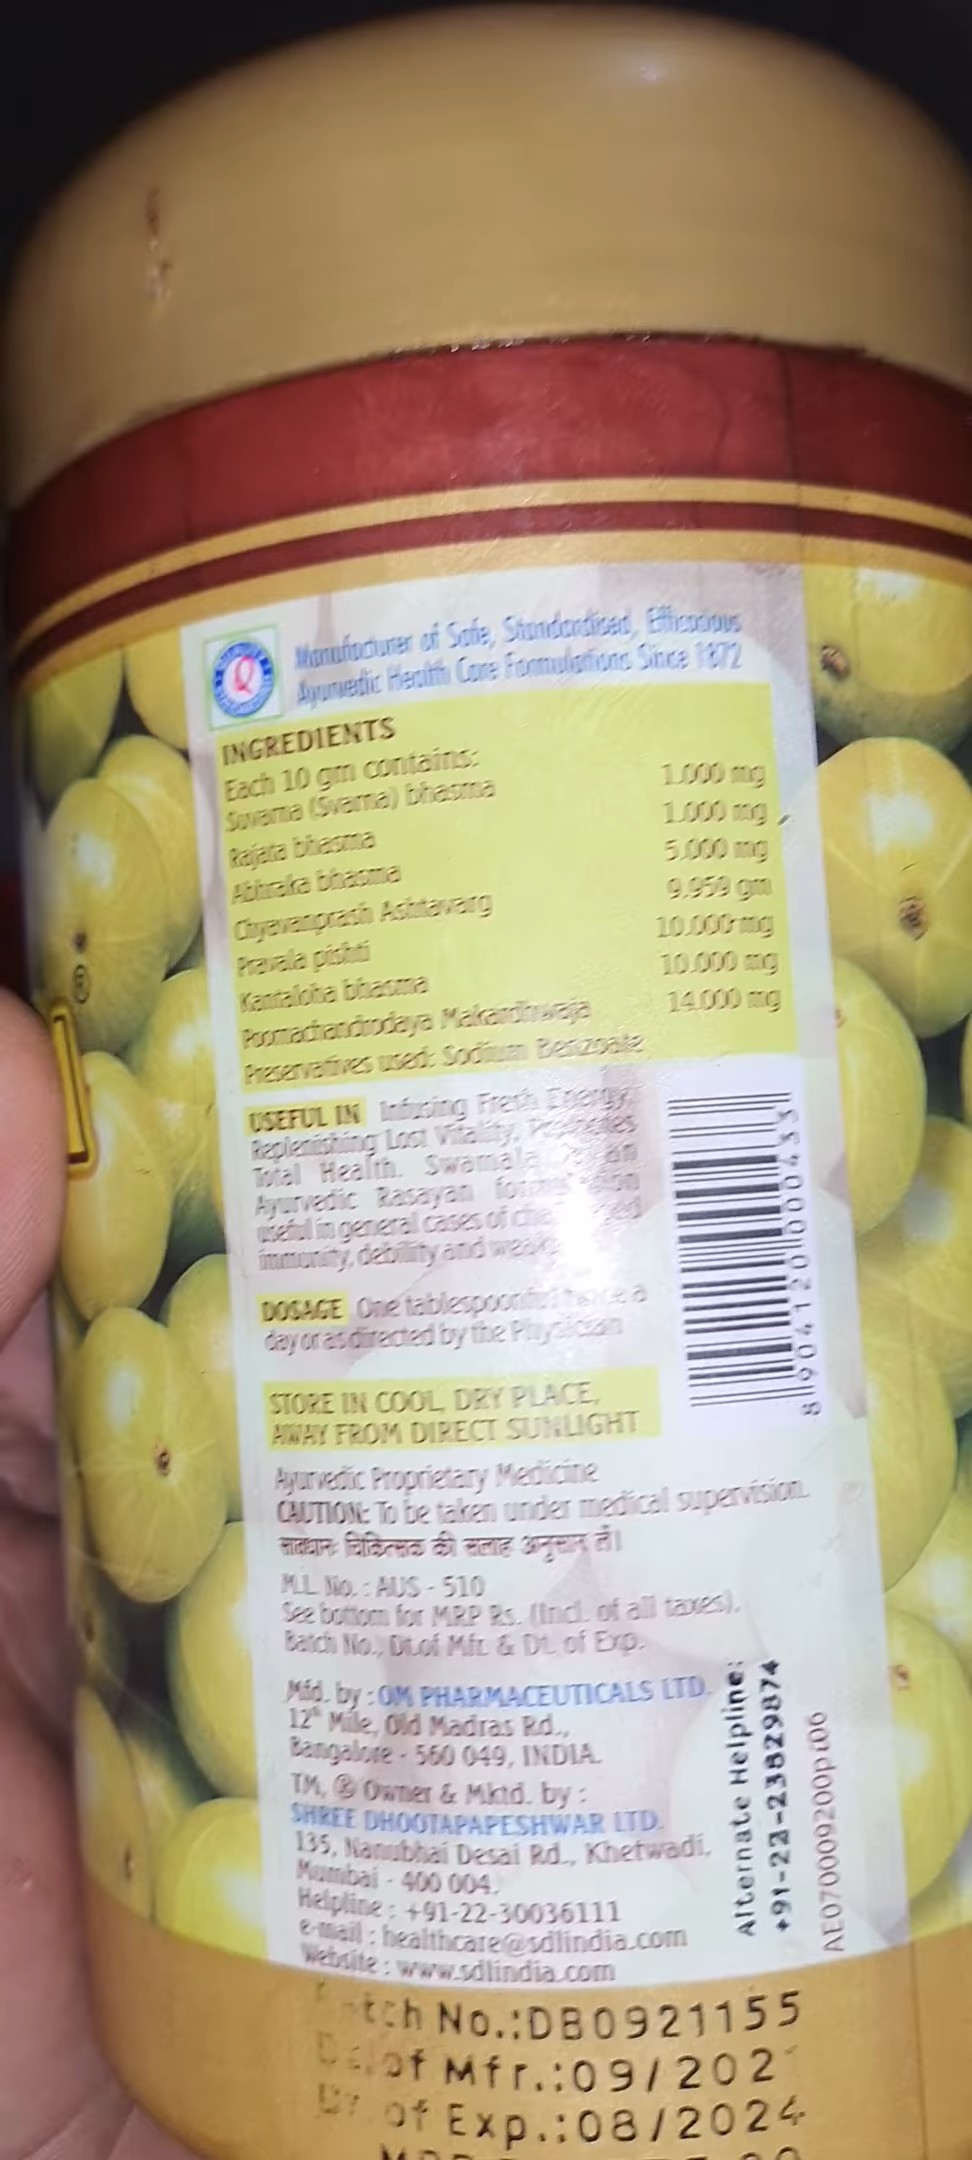 Manufacturer of Safe, Standardised, Efficacious
Ayurvedic Health Care Formulations Since 1872
INGREDIENTS
Each 10 gm contains:
Suvarna (Svarna) bhasma 1.000 mg
Rajata bhasma 1.000 mg
Abhraka bhasma 5.000 mg
Chyavanprash Ashtavarg 9.959 gm
Pravala pishti 10.000 mg
Kantaloha bhasma 10.000 mg
Poornachandrodaya Makardhwaja 14.000 mg
Preservatives used: Sodium Benzoate
USEFUL IN Infusing Fresh Energy,
Replenishing Lost Vitality, Promotes
Total Health. an
Ayurvedic Rasayan
useful in general cases of
immunity, debility and
DOSAGE One tablespoonful twice a
day or as directed by the Physician
STORE IN COOL, DRY PLACE,
AWAY FROM DIRECT SUNLIGHT
Ayurvedic Proprietary Medicine
CAUTION: To be taken under medical supervision.
सावधान: चिकित्सक की सलाह अनुसार लें।
M.L. No. : AUS - 510
See bottom for MRP Rs. (Incl. of all taxes),
Batch No., Dt.of Mfr. & Dt. of Exp.
Mfd. by : OM PHARMACEUTICALS LTD.
12th Mile, Old Madras Rd.,
Bangalore - 560 049, INDIA.
TM, ® Owner & Mktd. by :
SHREE DHOOTAPAPESHWAR LTD.
135, Nanubhai Desai Rd., Khetwadi,
Mumbai - 400 004.
Helpline : +91-22-30036111
e-mail : healthcare@sdlindia.com
Website : www.sdlindia.com
Alternate Helpline:
+91-22-23829874
AE070009200p106
8 904120 000433
No.:DB0921155
of Mfr.:09/202
of Exp.:08/2024